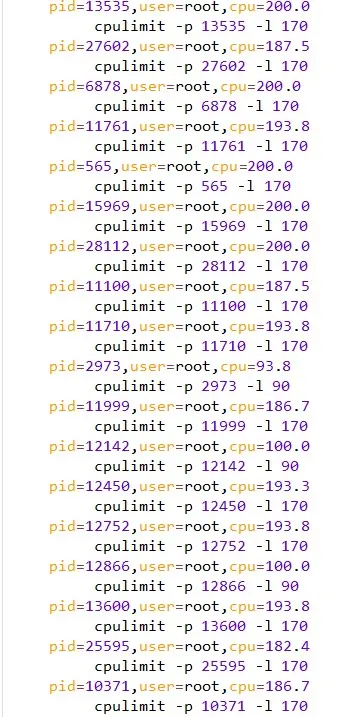 pid=13535,user=root,cpu=200.0
cpulimit -p 13535 -l 170
pid=27602,user=root,cpu=187.5
cpulimit -p 27602 -l 170
pid=6878,user=root,cpu=200.0
cpulimit -p 6878 -l 170
pid=11761,user=root,cpu=193.8
cpulimit -p 11761 -l 170
pid=565,user=root,cpu=200.0
cpulimit -p 565 -l 170
pid=15969,user=root,cpu=200.0
cpulimit -p 15969 -l 170
pid=28112,user=root,cpu=200.0
cpulimit -p 28112 -l 170
pid=11100,user=root,cpu=187.5
cpulimit -p 11100 -l 170
pid=11710,user=root,cpu=193.8
cpulimit -p 11710 -l 170
pid=2973,user=root,cpu=93.8
cpulimit -p 2973 -l 90
pid=11999,user=root,cpu=186.7
cpulimit -p 11999 -l 170
pid=12142,user=root,cpu=100.0
cpulimit -p 12142 -l 90
pid=12450,user=root,cpu=193.3
cpulimit -p 12450 -l 170
pid=12752,user=root,cpu=193.8
cpulimit -p 12752 -l 170
pid=12866,user=root,cpu=100.0
cpulimit -p 12866 -l 90
pid=13600,user=root,cpu=193.8
cpulimit -p 13600 -l 170
pid=25595,user=root,cpu=182.4
cpulimit -p 25595 -l 170
pid=10371,user=root,cpu=186.7
cpulimit -p 10371 -l 170